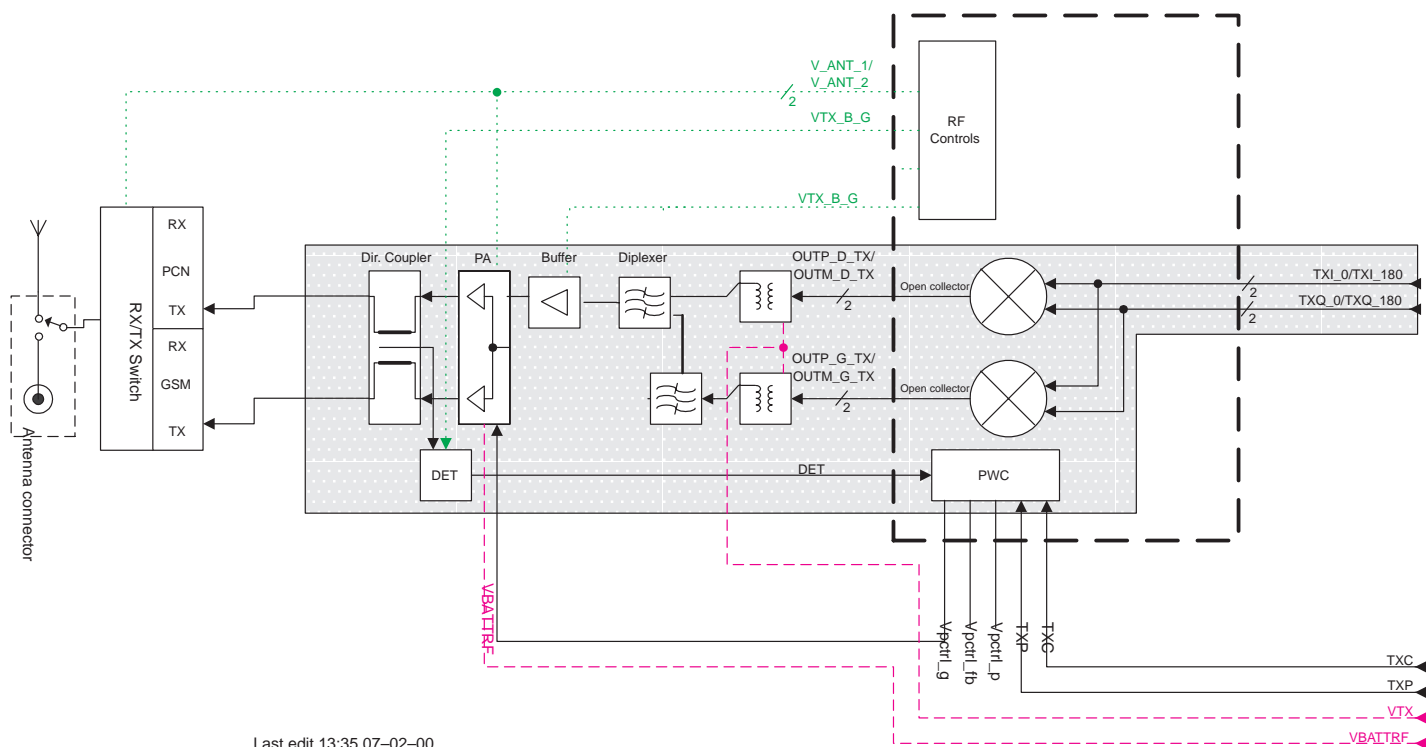 V_ANT_1/
V_ANT_2
2
VTX_B_G
RF
Controls
VTX_B_G
RX
PCN
TX
RX
GSM
TX
RX/TX Switch
Antenna connector
Dir. Coupler
PA
Buffer
Diplexer
OUTP_D_TX/
OUTM_D_TX
2
Open collector
TXI_0/TXI_180
2
TXQ_0/TXQ_180
2
OUTP_G_TX/
OUTM_G_TX
2
Open collector
DET
DET
PWC
VBATTRF
Vpctrl_g
Vpctrl_fb
Vpctrl_p
TXP
TXC
TXC
TXP
VTX
VBATTRF
Last edit 13:35 07–02–00